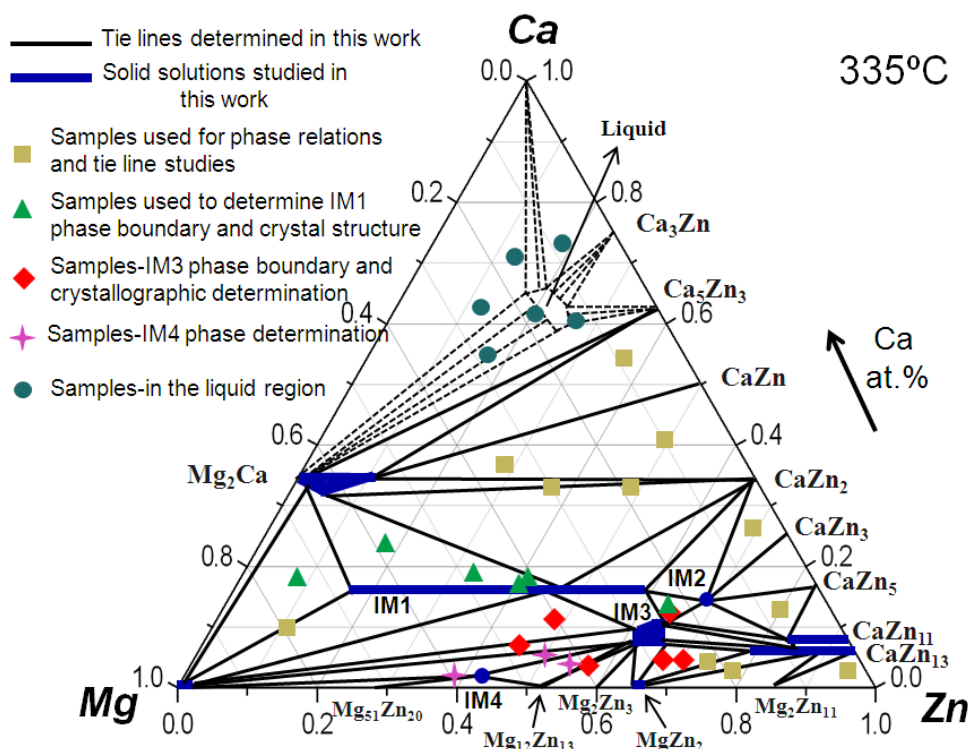 Tie lines determined in this work
Solid solutions studied in
this work
Samples used for phase relations
and tie line studies
Samples used to determine IM1
phase boundary and crystal structure
Samples-IM3 phase boundary and
crystallographic determination
Samples-IM4 phase determination
Samples-in the liquid region
Ca
335ºC
0.0 1.0
Liquid
0.2 0.8
Ca3Zn
Ca5Zn3
0.4 0.6
Ca
at.%
CaZn
0.6 0.4
Mg2Ca
CaZn2
CaZn3
0.8 0.2
IM2
CaZn5
IM1
IM3
CaZn11
CaZn13
1.0 0.0
Mg IM4 Zn
0.0 0.2 0.4 0.6 0.8 1.0
Mg51Zn20
Mg2Zn3
Mg2Zn11
Mg12Zn13
MgZn2